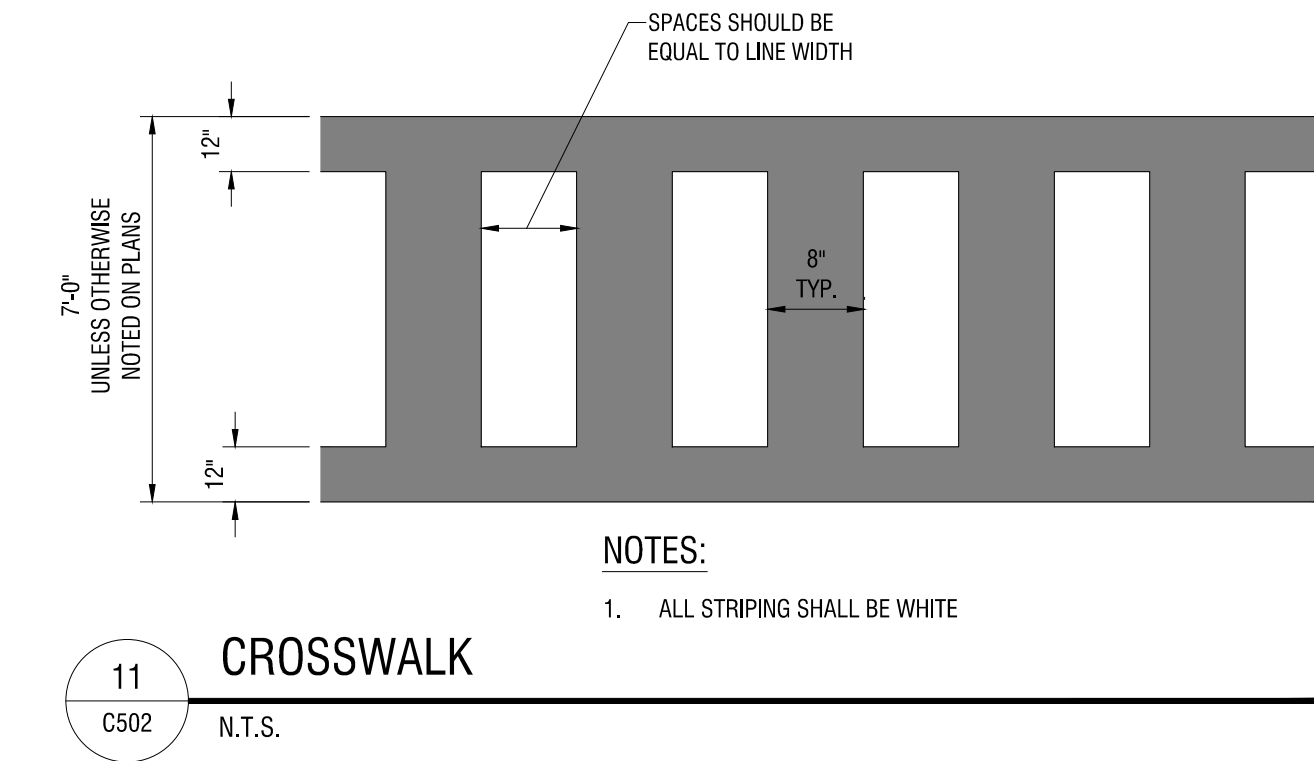 SPACES SHOULD BE
EQUAL TO LINE WIDTH
12"
7'-0"
UNLESS OTHERWISE
NOTED ON PLANS
8"
TYP.
12"
NOTES:
1. ALL STRIPING SHALL BE WHITE
11
C502
CROSSWALK
N.T.S.